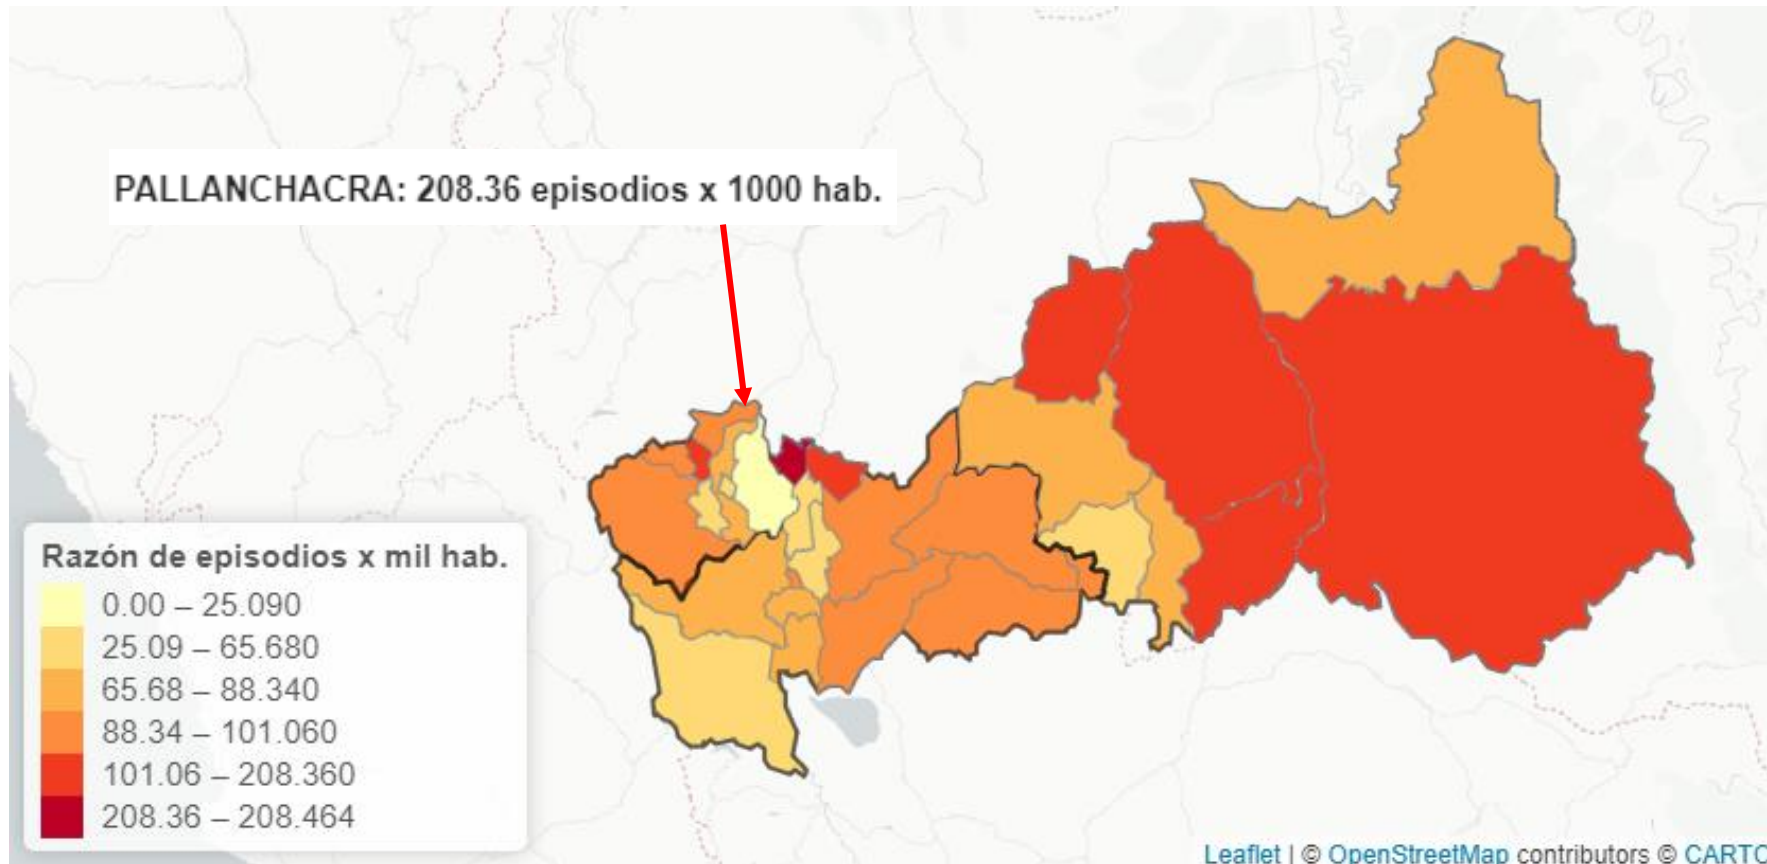 PALLANCHACRA: 208.36 episodios x 1000 hab.
Razón de episodios x mil hab.
0.00 – 25.090
25.09 – 65.680
65.68 – 88.340
88.34 – 101.060
101.06 – 208.360
208.36 – 208.464
Leaflet | © OpenStreetMap contributors © CARTO